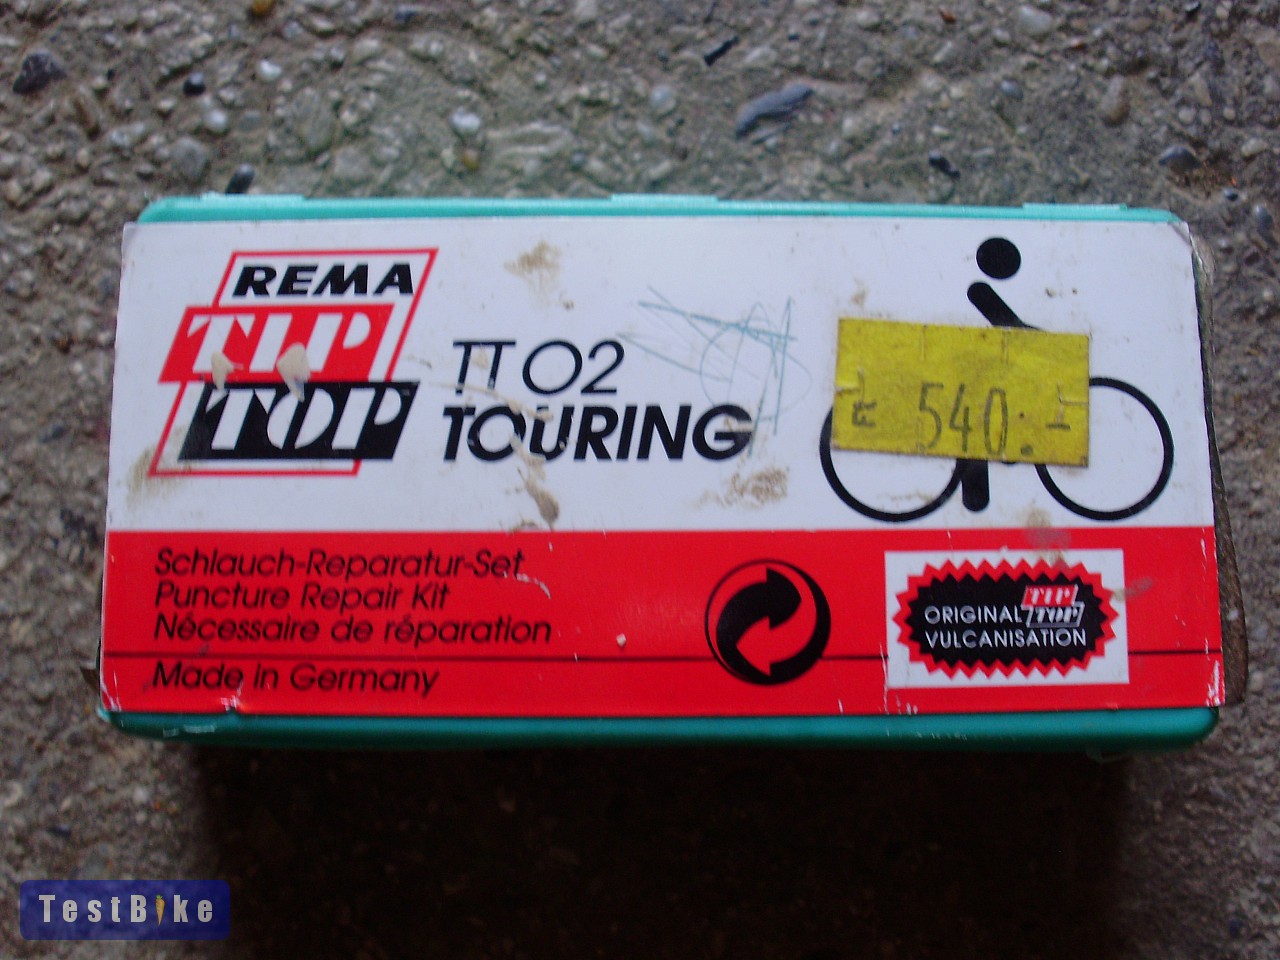 REMA
TIP
TOP
TT 02
TOURING
F 540.-
Schlauch-Reparatur-Set
Puncture Repair Kit
Nécessaire de réparation
Made in Germany
ORIGINAL TIP TOP
VULCANISATION
TestBike